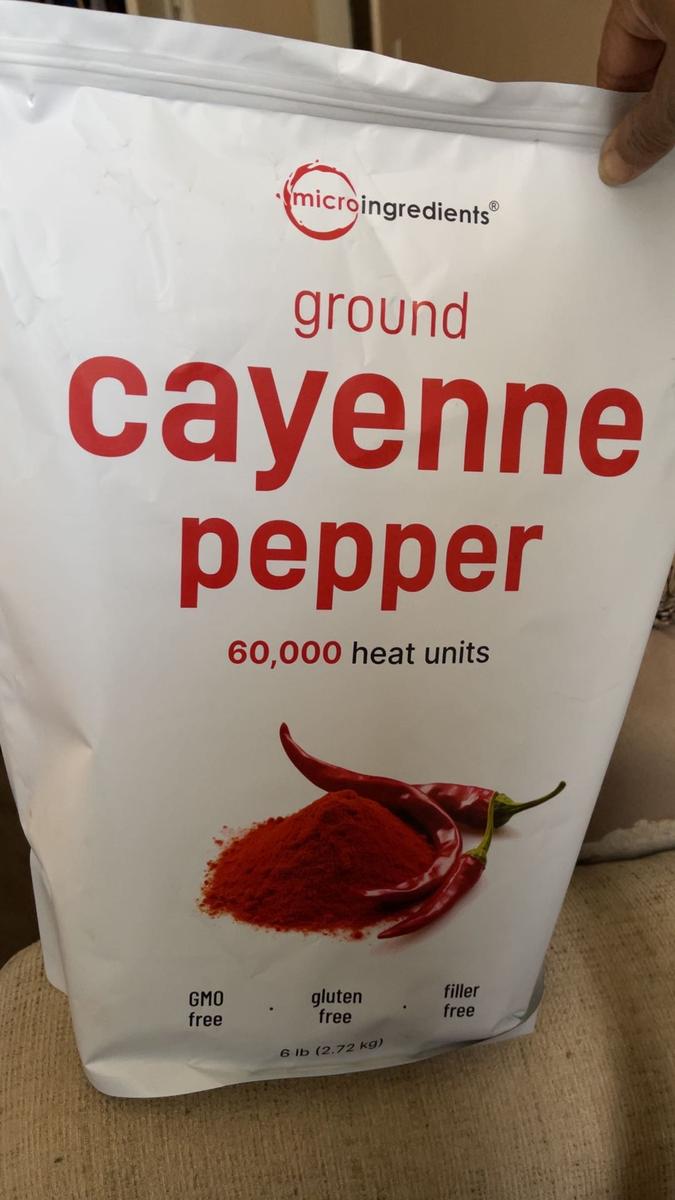 microingredients®
ground
cayenne
pepper
60,000 heat units
GMO free · gluten free · filler free
6 lb (2.72 kg)